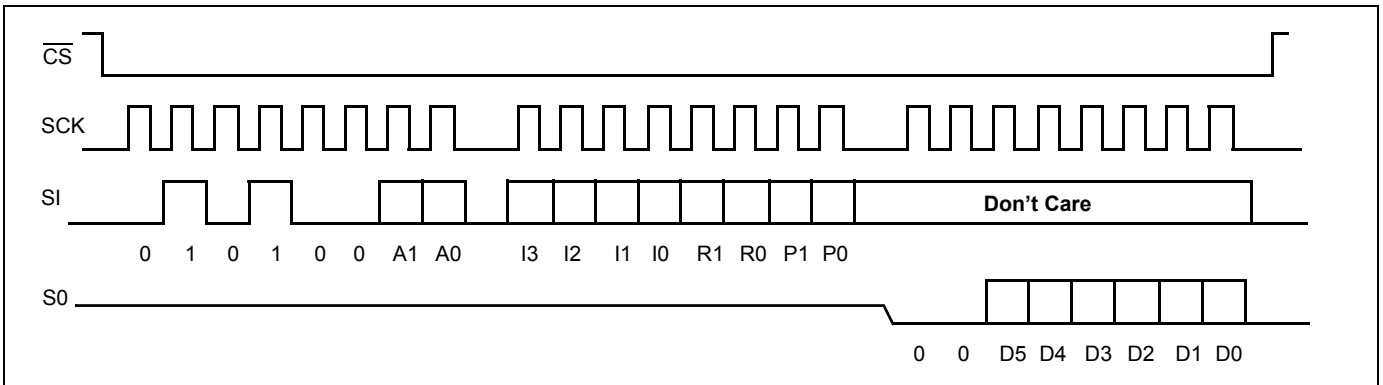 CS
SCK
SI
Don't Care
0 1 0 1 0 0 A1 A0 I3 I2 I1 I0 R1 R0 P1 P0
S0
0 0 D5 D4 D3 D2 D1 D0